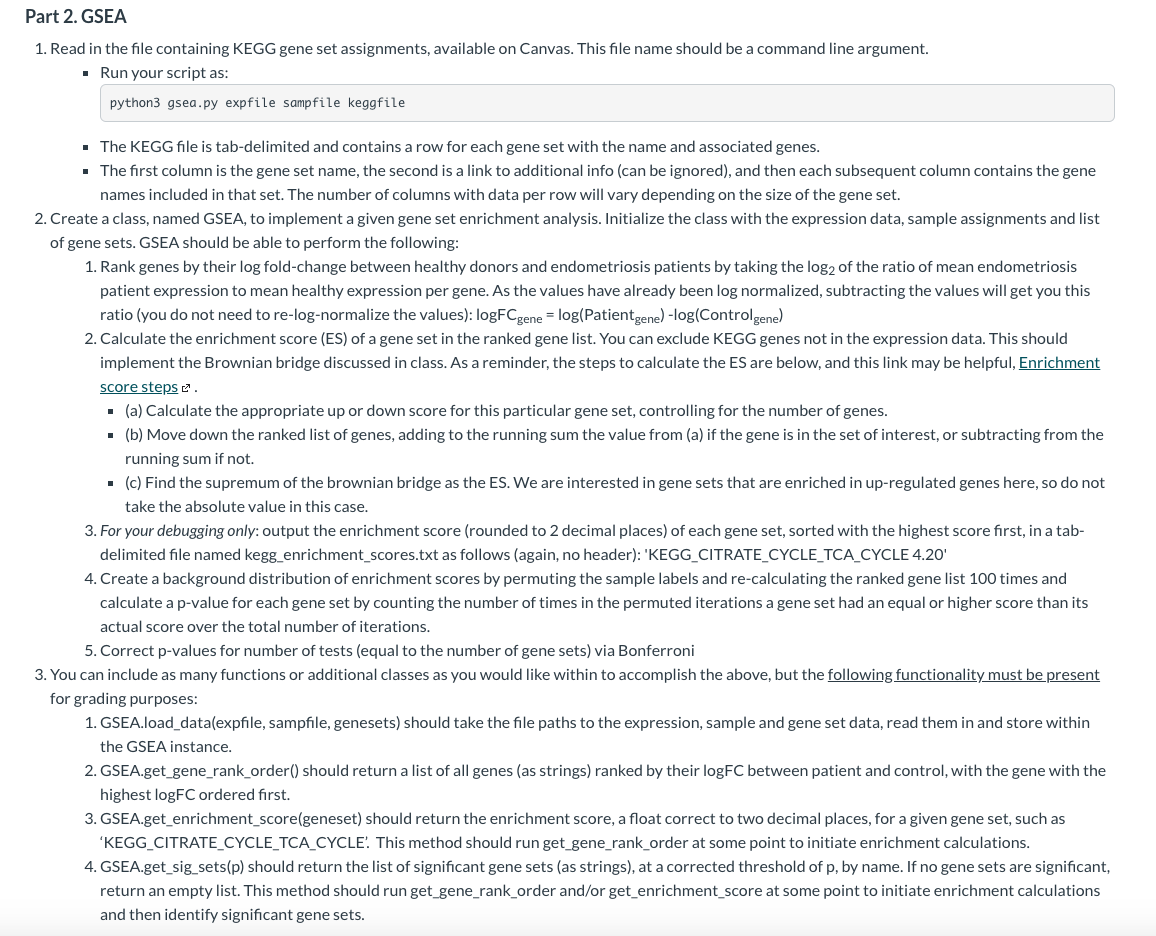 Part 2. GSEA
1. Read in the file containing KEGG gene set assignments, available on Canvas. This file name should be a command line argument.
▪ Run your script as:
python3 gsea.py expfile sampfile keggfile
▪ The KEGG file is tab-delimited and contains a row for each gene set with the name and associated genes.
▪ The first column is the gene set name, the second is a link to additional info (can be ignored), and then each subsequent column contains the gene
names included in that set. The number of columns with data per row will vary depending on the size of the gene set.
2. Create a class, named GSEA, to implement a given gene set enrichment analysis. Initialize the class with the expression data, sample assignments and list
of gene sets. GSEA should be able to perform the following:
1. Rank genes by their log fold-change between healthy donors and endometriosis patients by taking the log₂ of the ratio of mean endometriosis
patient expression to mean healthy expression per gene. As the values have already been log normalized, subtracting the values will get you this
ratio (you do not need to re-log-normalize the values): logFCgene = log(Patientgene) -log(Controlgene)
2. Calculate the enrichment score (ES) of a gene set in the ranked gene list. You can exclude KEGG genes not in the expression data. This should
implement the Brownian bridge discussed in class. As a reminder, the steps to calculate the ES are below, and this link may be helpful, Enrichment
score steps .
▪ (a) Calculate the appropriate up or down score for this particular gene set, controlling for the number of genes.
▪ (b) Move down the ranked list of genes, adding to the running sum the value from (a) if the gene is in the set of interest, or subtracting from the
running sum if not.
▪ (c) Find the supremum of the brownian bridge as the ES. We are interested in gene sets that are enriched in up-regulated genes here, so do not
take the absolute value in this case.
3. For your debugging only: output the enrichment score (rounded to 2 decimal places) of each gene set, sorted with the highest score first, in a tab-
delimited file named kegg_enrichment_scores.txt as follows (again, no header): 'KEGG_CITRATE_CYCLE_TCA_CYCLE 4.20'
4. Create a background distribution of enrichment scores by permuting the sample labels and re-calculating the ranked gene list 100 times and
calculate a p-value for each gene set by counting the number of times in the permuted iterations a gene set had an equal or higher score than its
actual score over the total number of iterations.
5. Correct p-values for number of tests (equal to the number of gene sets) via Bonferroni
3. You can include as many functions or additional classes as you would like within to accomplish the above, but the following functionality must be present
for grading purposes:
1. GSEA.load_data(expfile, sampfile, genesets) should take the file paths to the expression, sample and gene set data, read them in and store within
the GSEA instance.
2. GSEA.get_gene_rank_order() should return a list of all genes (as strings) ranked by their logFC between patient and control, with the gene with the
highest logFC ordered first.
3. GSEA.get_enrichment_score(geneset) should return the enrichment score, a float correct to two decimal places, for a given gene set, such as
‘KEGG_CITRATE_CYCLE_TCA_CYCLE’. This method should run get_gene_rank_order at some point to initiate enrichment calculations.
4. GSEA.get_sig_sets(p) should return the list of significant gene sets (as strings), at a corrected threshold of p, by name. If no gene sets are significant,
return an empty list. This method should run get_gene_rank_order and/or get_enrichment_score at some point to initiate enrichment calculations
and then identify significant gene sets.